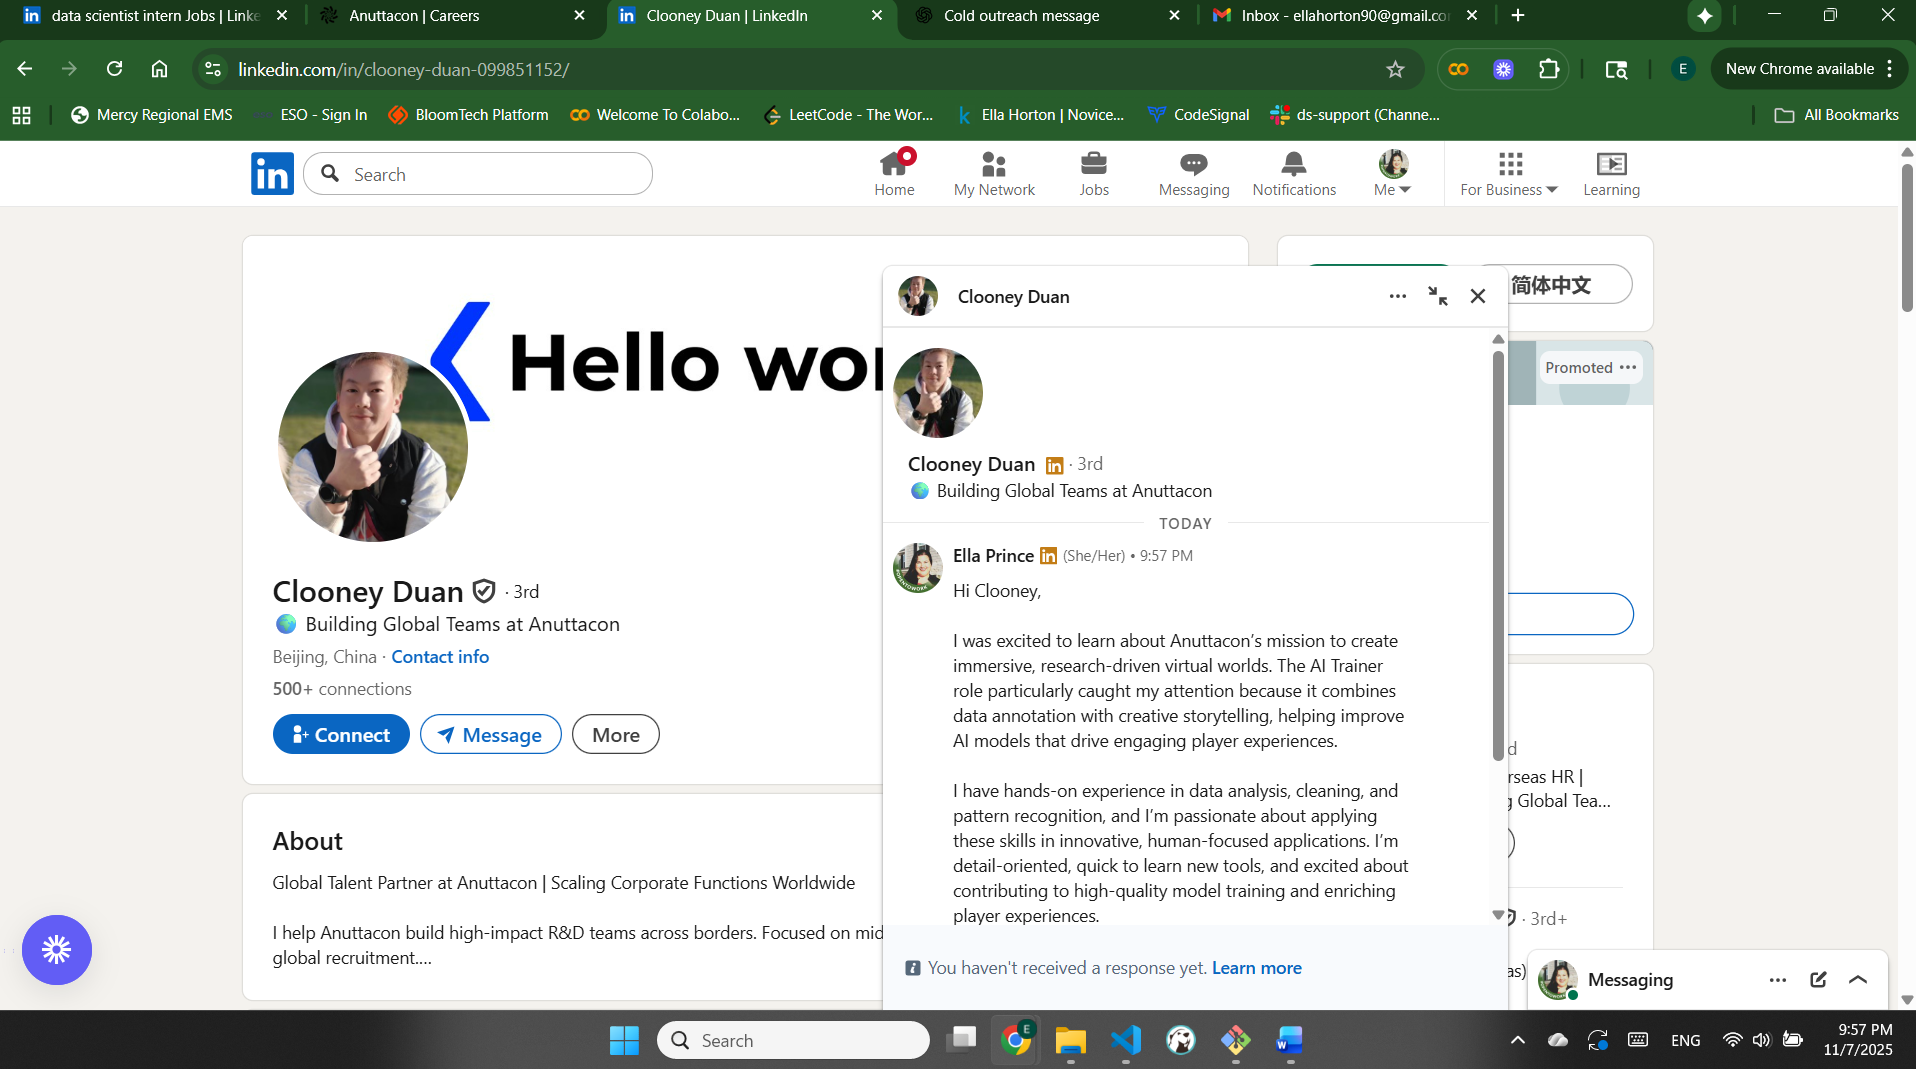 data scientist intern Jobs | Linke
Anuttacon | Careers
Clooney Duan | LinkedIn
Cold outreach message
Inbox - ellahorton90@gmail.co
linkedin.com/in/clooney-duan-099851152/
E
New Chrome available
Mercy Regional EMS
ESO - Sign In
BloomTech Platform
Welcome To Colabo...
LeetCode - The Wor...
Ella Horton | Novice...
CodeSignal
ds-support (Channe...
All Bookmarks
in
Search
Home
My Network
Jobs
Messaging
Notifications
Me
For Business
Learning
Hello wor
Clooney Duan · 3rd
Building Global Teams at Anuttacon
Beijing, China · Contact info
500+ connections
Connect
Message
More
About
Global Talent Partner at Anuttacon | Scaling Corporate Functions Worldwide
I help Anuttacon build high-impact R&D teams across borders. Focused on mid
global recruitment....
Clooney Duan
Clooney Duan in · 3rd
Building Global Teams at Anuttacon
TODAY
Ella Prince in (She/Her) • 9:57 PM
Hi Clooney,
I was excited to learn about Anuttacon’s mission to create
immersive, research-driven virtual worlds. The AI Trainer
role particularly caught my attention because it combines
data annotation with creative storytelling, helping improve
AI models that drive engaging player experiences.
I have hands-on experience in data analysis, cleaning, and
pattern recognition, and I’m passionate about applying
these skills in innovative, human-focused applications. I’m
detail-oriented, quick to learn new tools, and excited about
contributing to high-quality model training and enriching
player experiences.
You haven't received a response yet. Learn more
简体中文
Promoted
d
rseas HR |
g Global Tea...
· 3rd+
as)
Messaging
Search
E
ENG
9:57 PM
11/7/2025